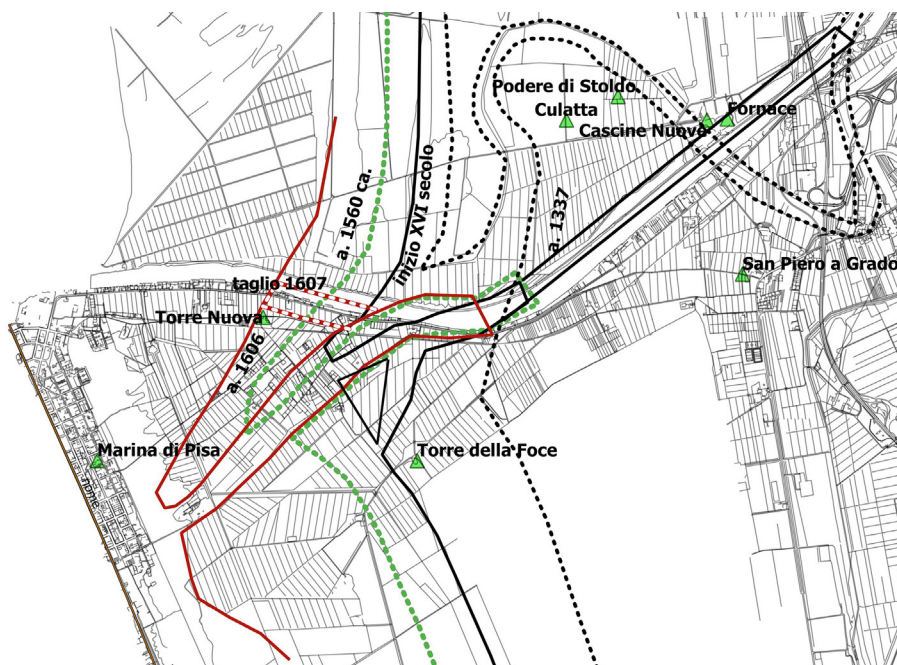 Podere di Stoldo
Culatta
Fornace
Cascine Nuove
a. 1560 ca.
inizio XVI secolo
a. 1337
San Piero a Grado
taglio 1607
Torre Nuova
a. 1606
Marina di Pisa
Torre della Foce
nome